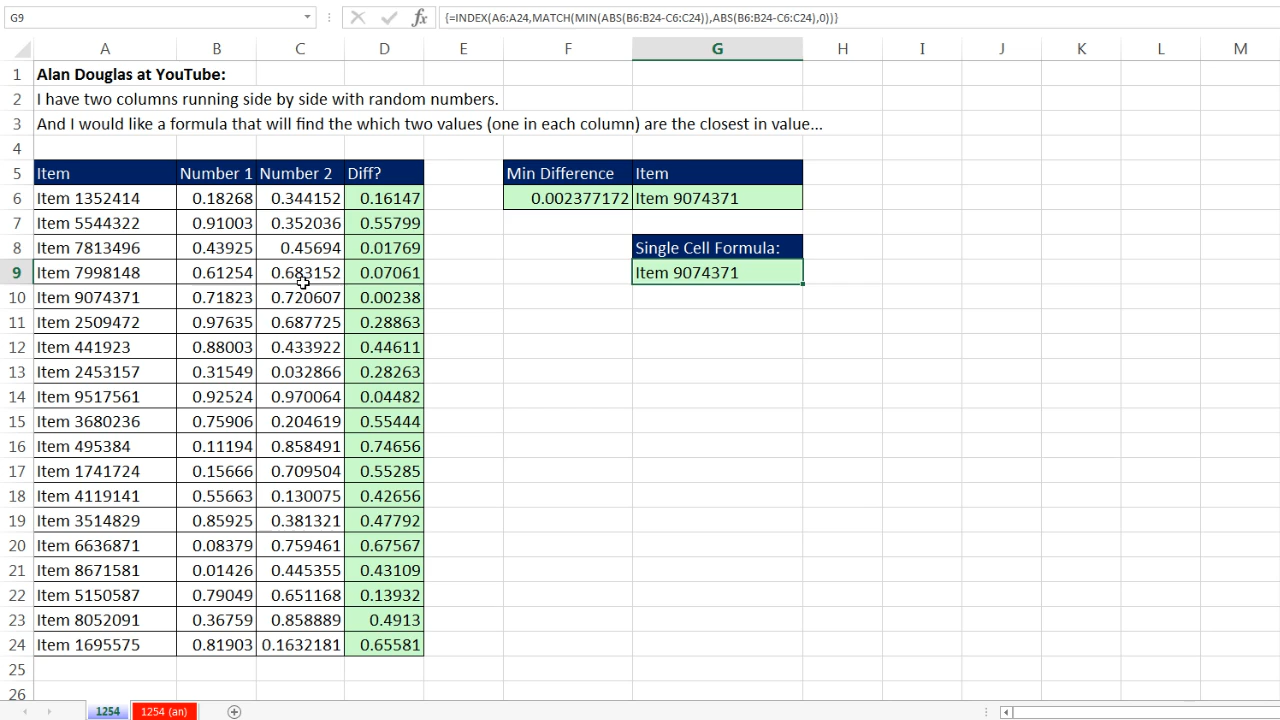 G9 fx {=INDEX(A6:A24,MATCH(MIN(ABS(B6:B24-C6:C24)),ABS(B6:B24-C6:C24),0))}
A B C D E F G H I J K L M
1 Alan Douglas at YouTube:
2 I have two columns running side by side with random numbers.
3 And I would like a formula that will find the which two values (one in each column) are the closest in value...
4
5 Item Number 1 Number 2 Diff? Min Difference Item
6 Item 1352414 0.18268 0.344152 0.16147 0.002377172 Item 9074371
7 Item 5544322 0.91003 0.352036 0.55799
8 Item 7813496 0.43925 0.45694 0.01769 Single Cell Formula:
9 Item 7998148 0.61254 0.683152 0.07061 Item 9074371
10 Item 9074371 0.71823 0.720607 0.00238
11 Item 2509472 0.97635 0.687725 0.28863
12 Item 441923 0.88003 0.433922 0.44611
13 Item 2453157 0.31549 0.032866 0.28263
14 Item 9517561 0.92524 0.970064 0.04482
15 Item 3680236 0.75906 0.204619 0.55444
16 Item 495384 0.11194 0.858491 0.74656
17 Item 1741724 0.15666 0.709504 0.55285
18 Item 4119141 0.55663 0.130075 0.42656
19 Item 3514829 0.85925 0.381321 0.47792
20 Item 6636871 0.08379 0.759461 0.67567
21 Item 8671581 0.01426 0.445355 0.43109
22 Item 5150587 0.79049 0.651168 0.13932
23 Item 8052091 0.36759 0.858889 0.4913
24 Item 1695575 0.81903 0.1632181 0.65581
25
26
1254 1254 (an)